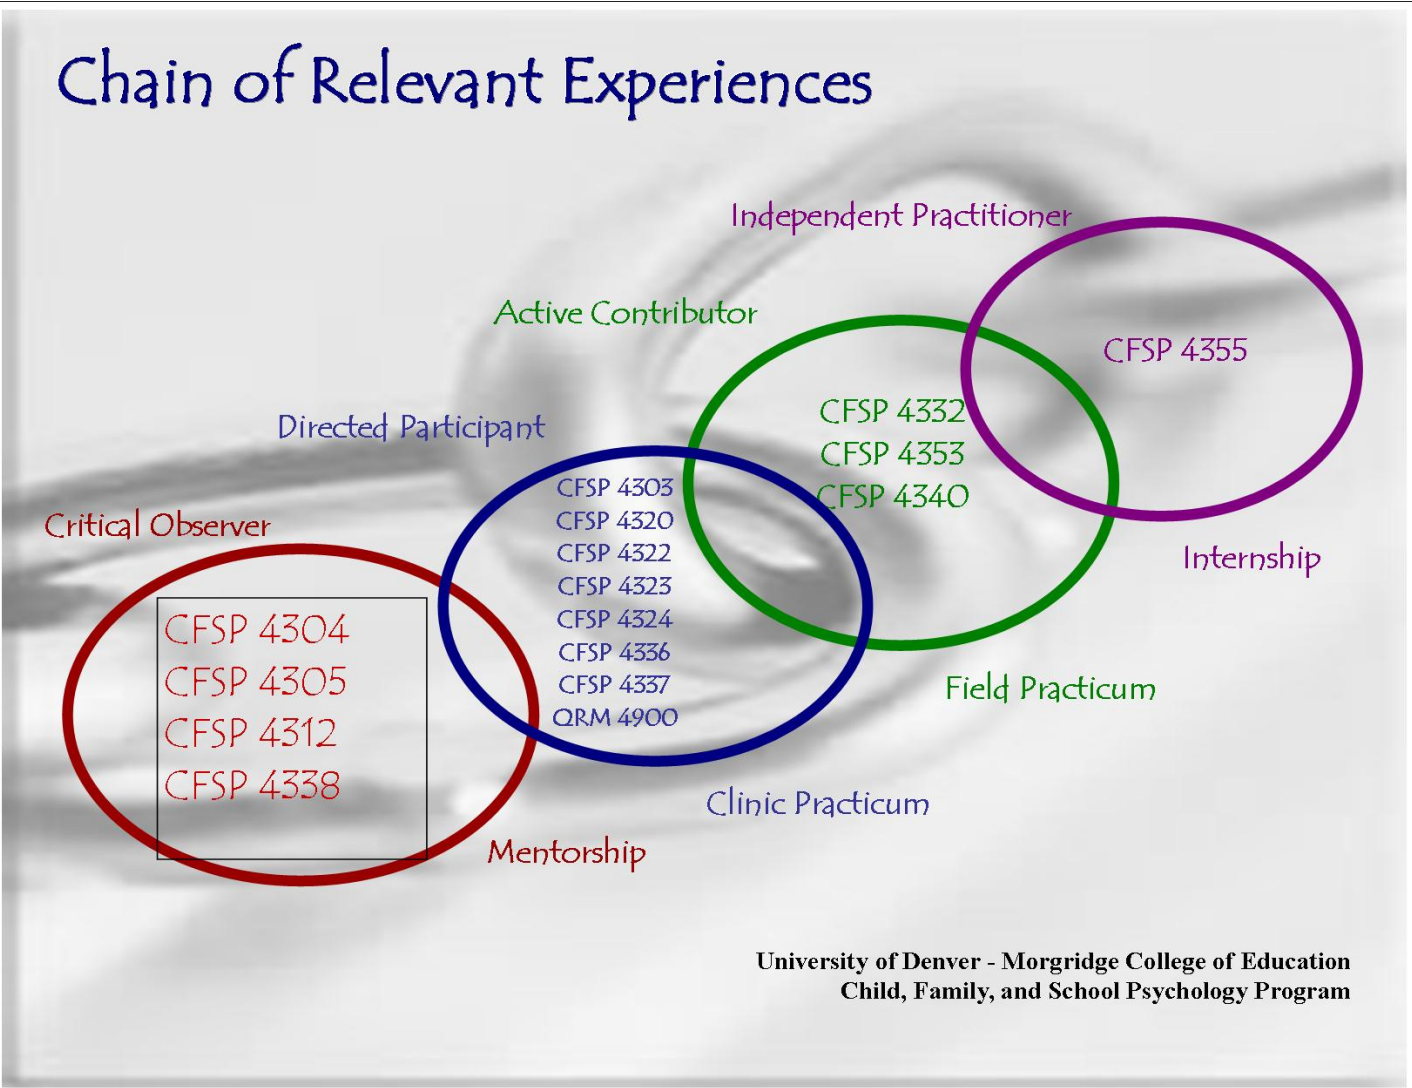 Chain of Relevant Experiences
Independent Practitioner
CFSP 4355
Internship
Active Contributor
CFSP 4332
CFSP 4353
CFSP 4340
Field Practicum
Directed Participant
CFSP 4303
CFSP 4320
CFSP 4322
CFSP 4323
CFSP 4324
CFSP 4336
CFSP 4337
QRM 4900
Clinic Practicum
Critical Observer
CFSP 4304
CFSP 4305
CFSP 4312
CFSP 4338
Mentorship
University of Denver - Morgridge College of Education
Child, Family, and School Psychology Program